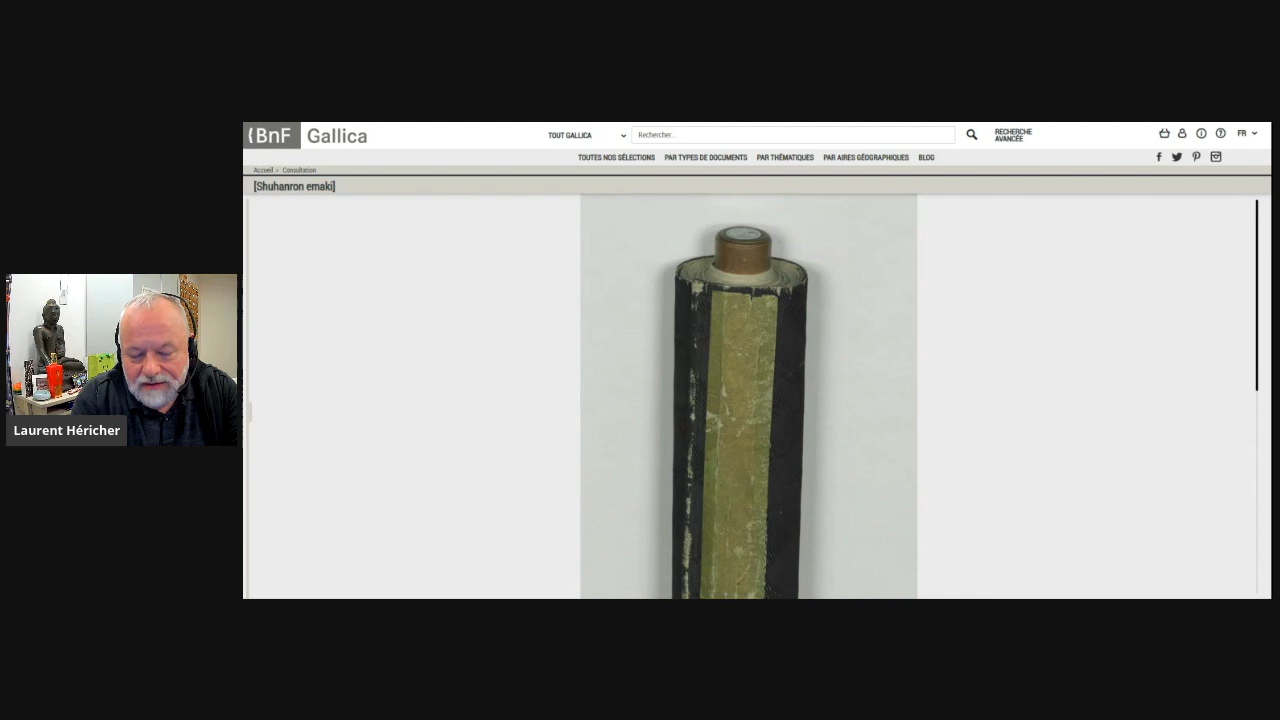 (BnF Gallica
TOUT GALLICA
Rechercher...
RECHERCHE
AVANCÉE
FR
TOUTES NOS SÉLECTIONS PAR TYPES DE DOCUMENTS PAR THÉMATIQUES PAR AIRES GÉOGRAPHIQUES BLOG
Accueil > Consultation
[Shuhanron emaki]
Laurent Héricher